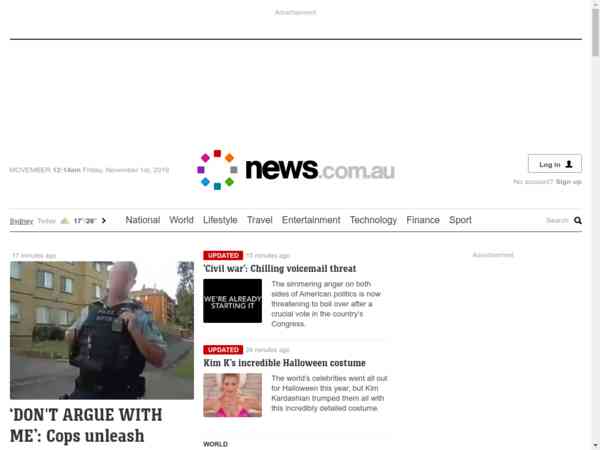 Advertisement
MOVEMBER 12:14am Friday, November 1st, 2019
news.com.au
Log in
No account? Sign up
Sydney Today 17° 26°
National World Lifestyle Travel Entertainment Technology Finance Sport
Search
17 minutes ago
‘DON'T ARGUE WITH
ME’: Cops unleash
UPDATED 13 minutes ago
‘Civil war’: Chilling voicemail threat
WE'RE ALREADY
STARTING IT
The simmering anger on both
sides of American politics is now
threatening to boil over after a
crucial vote in the country's
Congress.
UPDATED 24 minutes ago
Kim K's incredible Halloween costume
The world's celebrities went all out
for Halloween this year, but Kim
Kardashian trumped them all with
this incredibly detailed costume.
WORLD
Advertisement